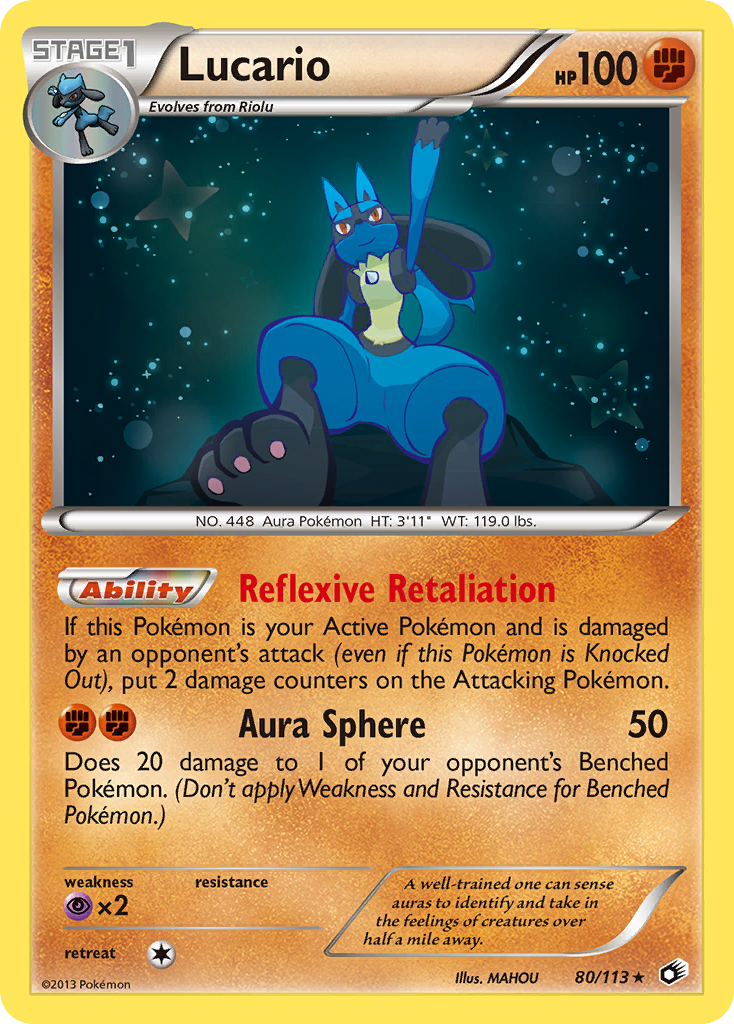 STAGE1
Lucario
HP100
Evolves from Riolu
NO. 448 Aura Pokémon HT: 3'11" WT: 119.0 lbs.
Ability Reflexive Retaliation
If this Pokémon is your Active Pokémon and is damaged
by an opponent's attack (even if this Pokémon is Knocked
Out), put 2 damage counters on the Attacking Pokémon.
Aura Sphere 50
Does 20 damage to 1 of your opponent's Benched
Pokémon. (Don't apply Weakness and Resistance for Benched
Pokémon.)
weakness resistance
×2
retreat
A well-trained one can sense
auras to identify and take in
the feelings of creatures over
half a mile away.
©2013 Pokémon
Illus. MAHOU
80/113 ★